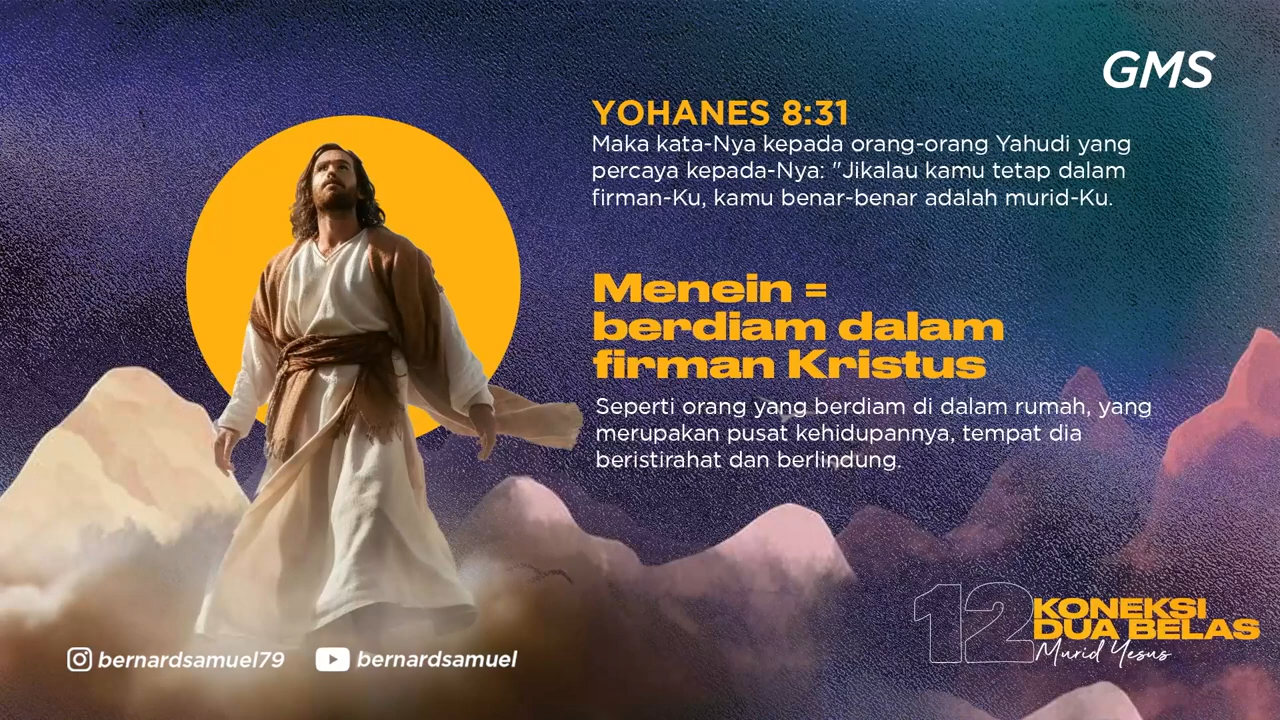 GMS
YOHANES 8:31
Maka kata-Nya kepada orang-orang Yahudi yang
percaya kepada-Nya: "Jikalau kamu tetap dalam
firman-Ku, kamu benar-benar adalah murid-Ku.
Menein =
berdiam dalam
firman Kristus
Seperti orang yang berdiam di dalam rumah, yang
merupakan pusat kehidupannya, tempat dia
beristirahat dan berlindung.
12 KONEKSI
DUA BELAS
Murid Yesus
bernardsamuel79 bernardsamuel